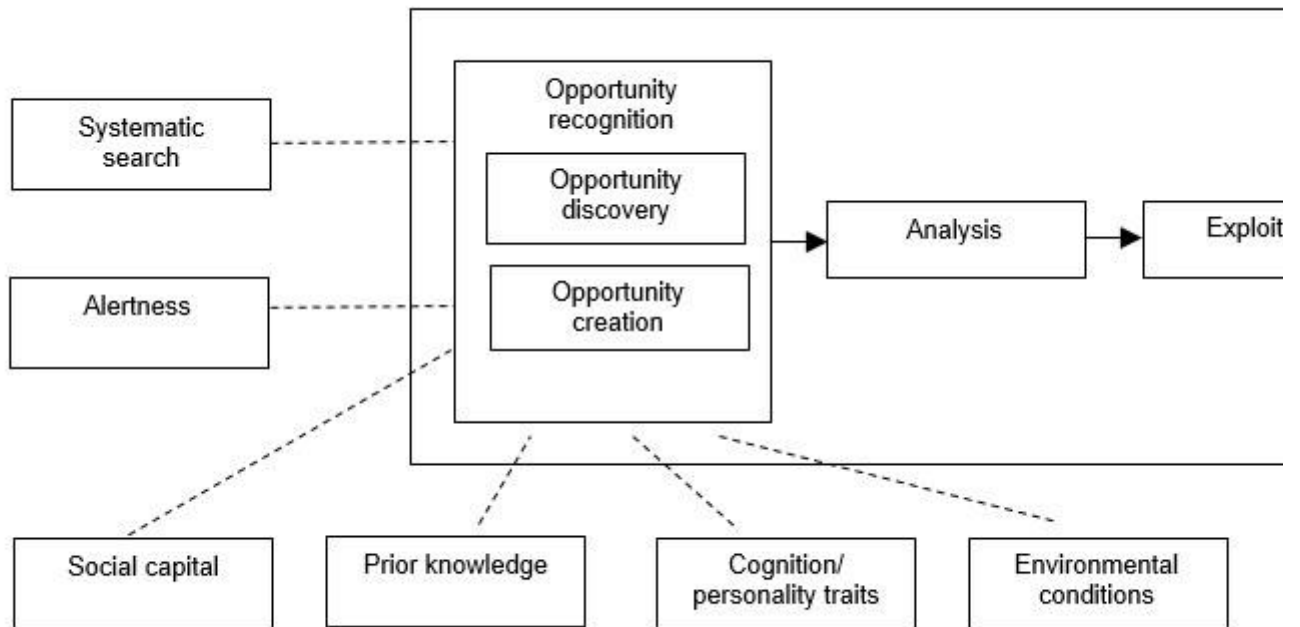 Opportunity
recognition
Systematic
search
Opportunity
discovery
Analysis
Exploit
Alertness
Opportunity
creation
Social capital
Prior knowledge
Cognition/
personality traits
Environmental
conditions